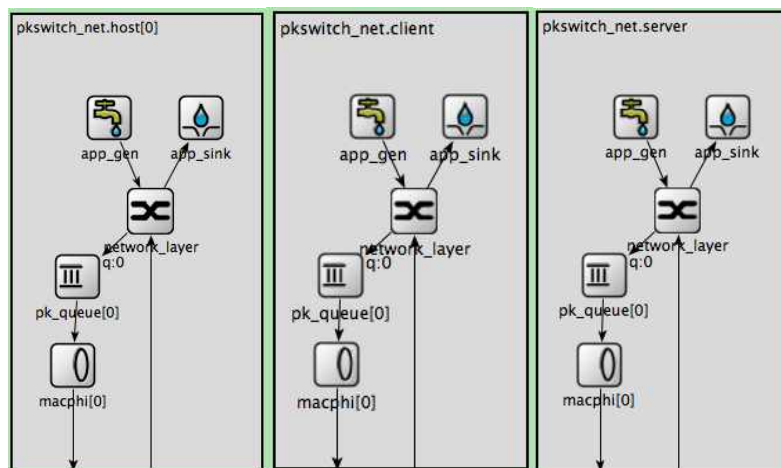 pkswitch_net.host[0]
app_gen
app_sink
network_layer
q:0
pk_queue[0]
macphi[0]
pkswitch_net.client
app_gen
app_sink
network_layer
q:0
pk_queue[0]
macphi[0]
pkswitch_net.server
app_gen
app_sink
network_layer
q:0
pk_queue[0]
macphi[0]